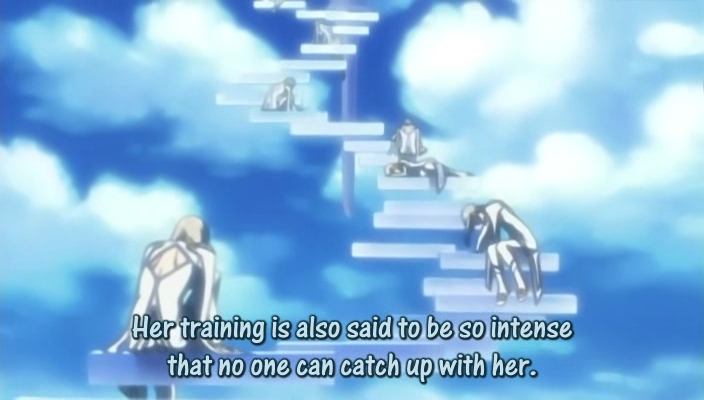 Her training is also said to be so intense
that no one can catch up with her.